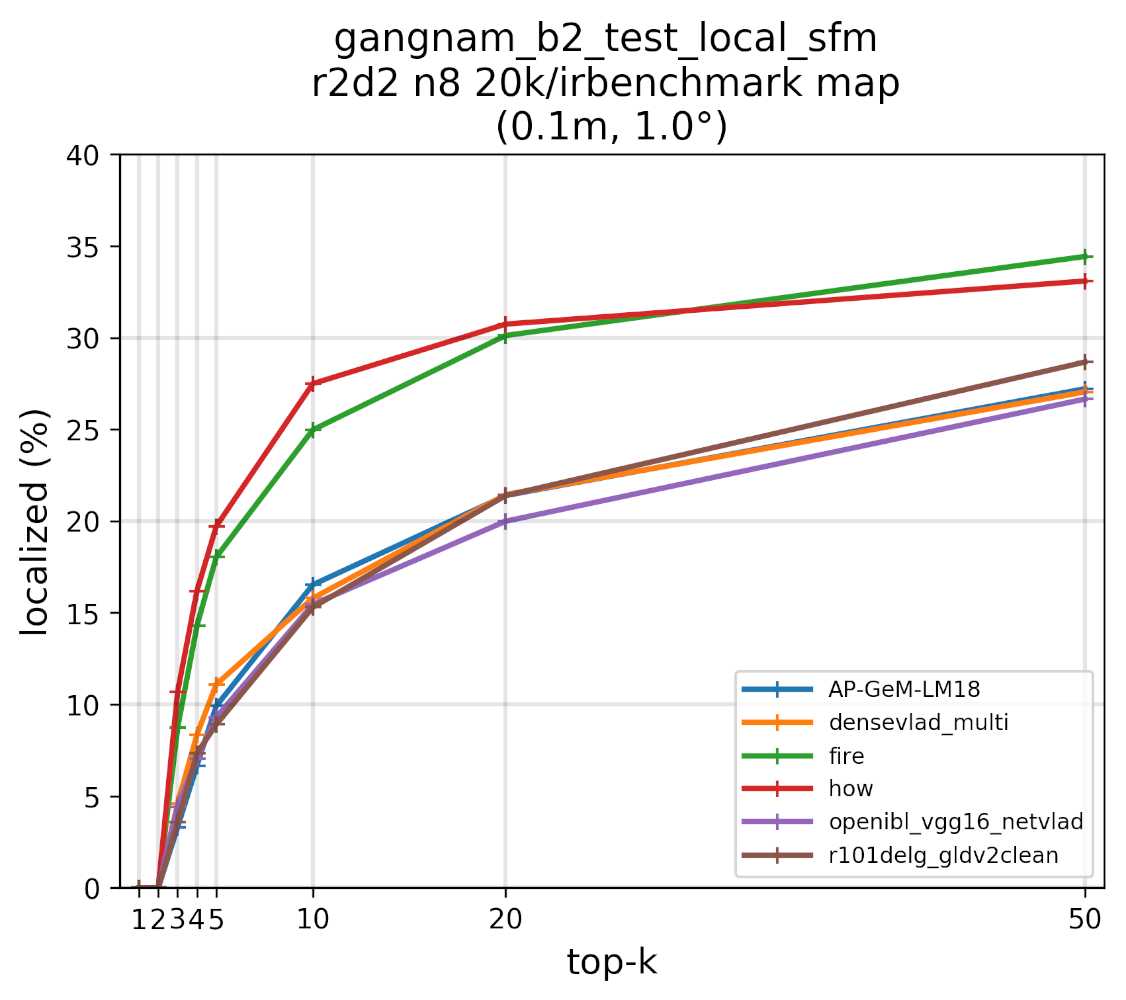 gangnam_b2_test_local_sfm
r2d2 n8 20k/irbenchmark map
(0.1m, 1.0°)
40
35
30
25
20
15
10
5
0
localized (%)
AP-GeM-LM18
densevlad_multi
fire
how
openibl_vgg16_netvlad
r101delg_gldv2clean
1 2 3 4 5 10 20 50
top-k